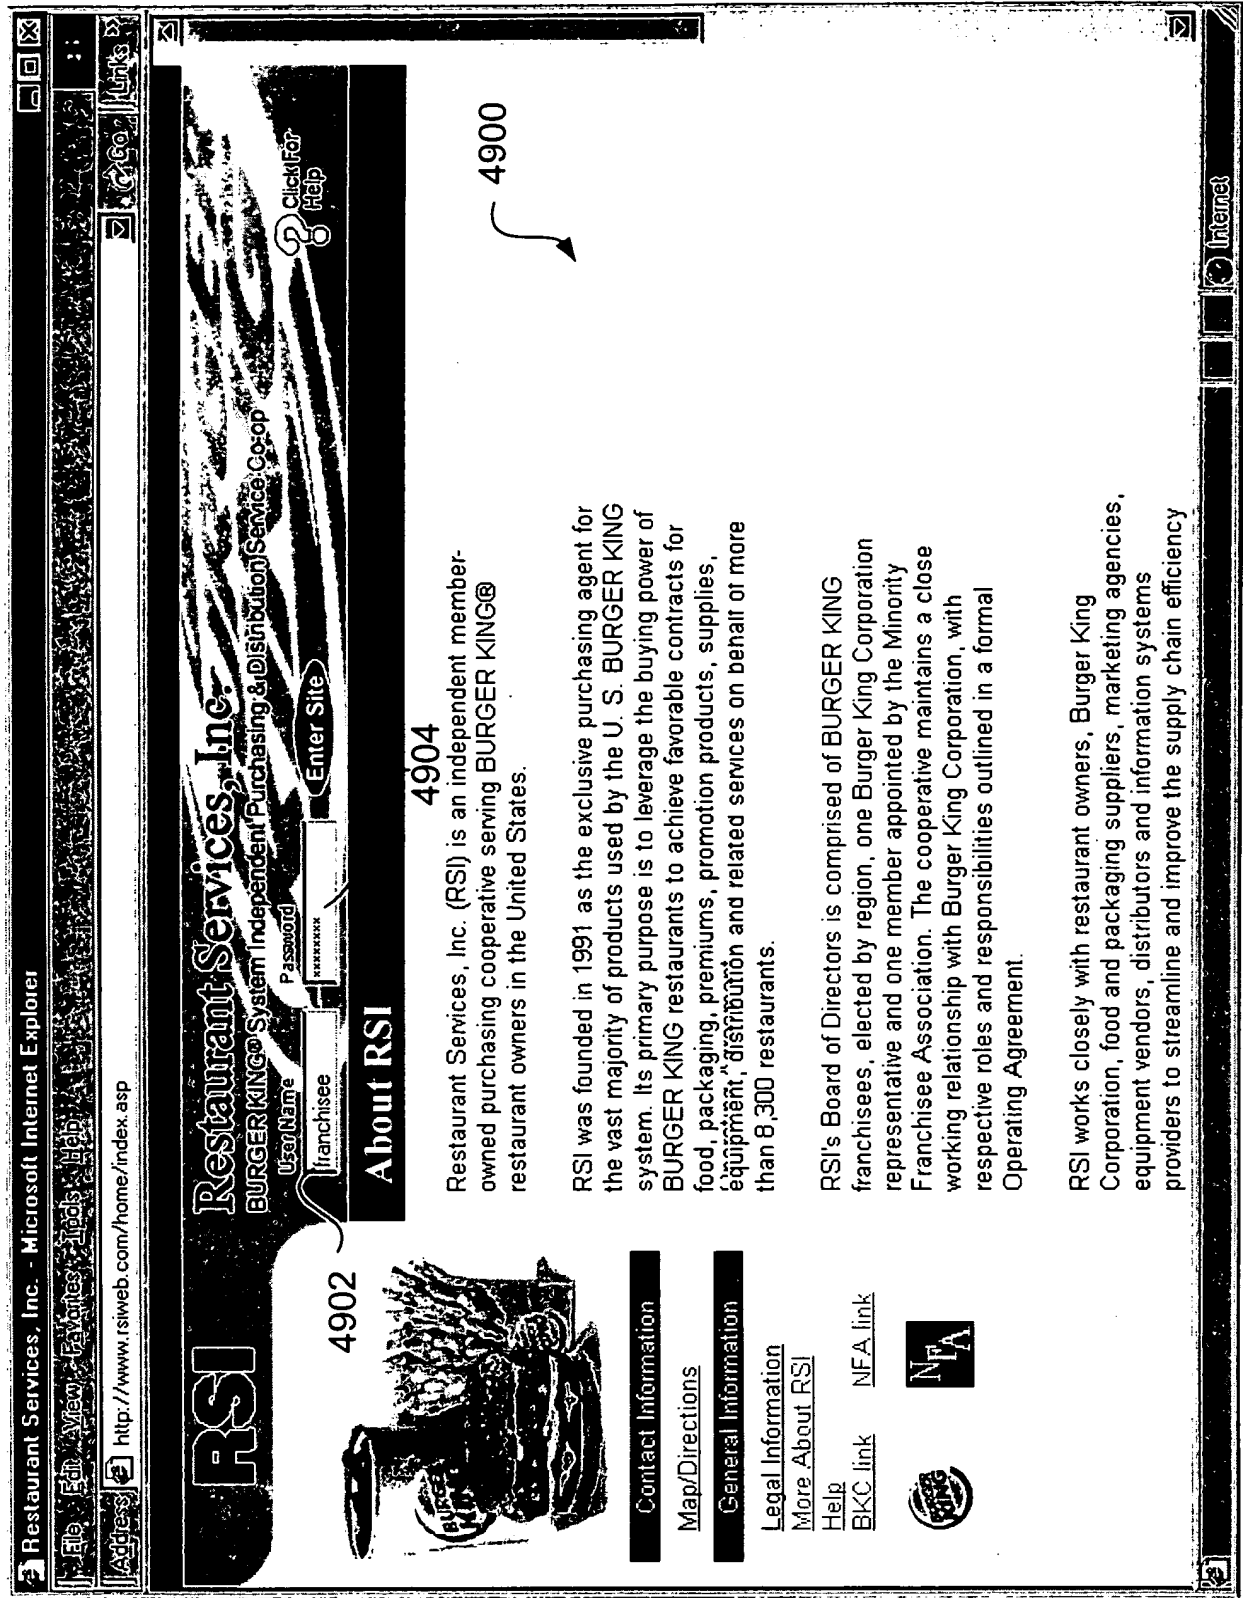 Restaurant Services, Inc. - Microsoft Internet Explorer
File Edit View Favorites Tools Help
Address http://www.rsiweb.com/home/index.asp Go Links »
RSI
Restaurant Services, Inc.
BURGER KING® System Independent Purchasing & Distribution Service Co-op
User Name Password
franchisee xxxxxxxx Enter Site
Click For
Help
4902
4904
4900
About RSI
BURGER
Contact Information
Map/Directions
General Information
Legal Information
More About RSI
Help
BKC link NFA link
BURGER
KING
NFA
Restaurant Services, Inc. (RSI) is an independent member-
owned purchasing cooperative serving BURGER KING®
restaurant owners in the United States.
RSI was founded in 1991 as the exclusive purchasing agent for
the vast majority of products used by the U. S. BURGER KING
system. Its primary purpose is to leverage the buying power of
BURGER KING restaurants to achieve favorable contracts for
food, packaging, premiums, promotion products, supplies,
equipment, distribution and related services on behalf of more
than 8,300 restaurants.
RSI's Board of Directors is comprised of BURGER KING
franchisees, elected by region, one Burger King Corporation
representative and one member appointed by the Minority
Franchisee Association. The cooperative maintains a close
working relationship with Burger King Corporation, with
respective roles and responsibilities outlined in a formal
Operating Agreement.
RSI works closely with restaurant owners, Burger King
Corporation, food and packaging suppliers, marketing agencies,
equipment vendors, distributors and information systems
providers to streamline and improve the supply chain efficiency
Internet